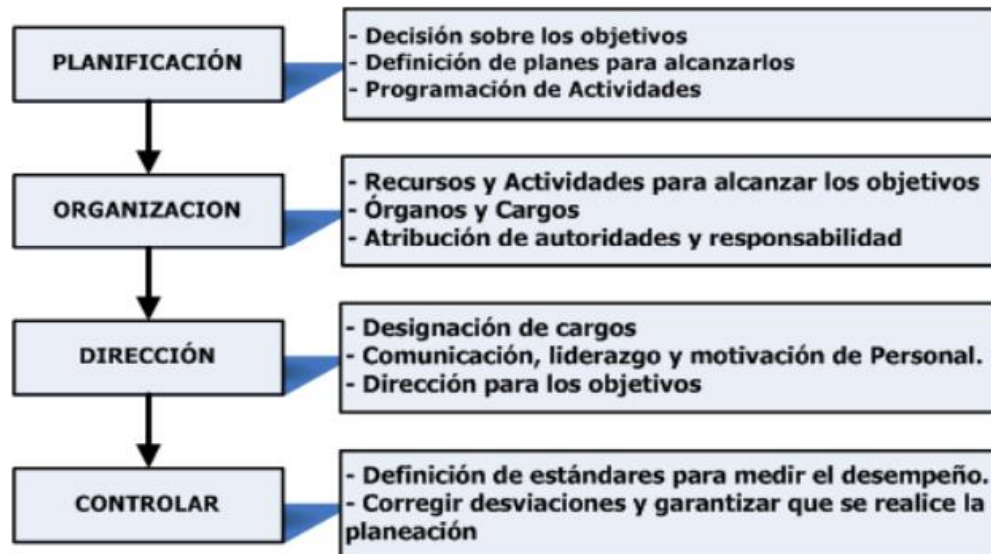 PLANIFICACIÓN
- Decisión sobre los objetivos
- Definición de planes para alcanzarlos
- Programación de Actividades
ORGANIZACION
- Recursos y Actividades para alcanzar los objetivos
- Órganos y Cargos
- Atribución de autoridades y responsabilidad
DIRECCIÓN
- Designación de cargos
- Comunicación, liderazgo y motivación de Personal.
- Dirección para los objetivos
CONTROLAR
- Definición de estándares para medir el desempeño.
- Corregir desviaciones y garantizar que se realice la
planeación